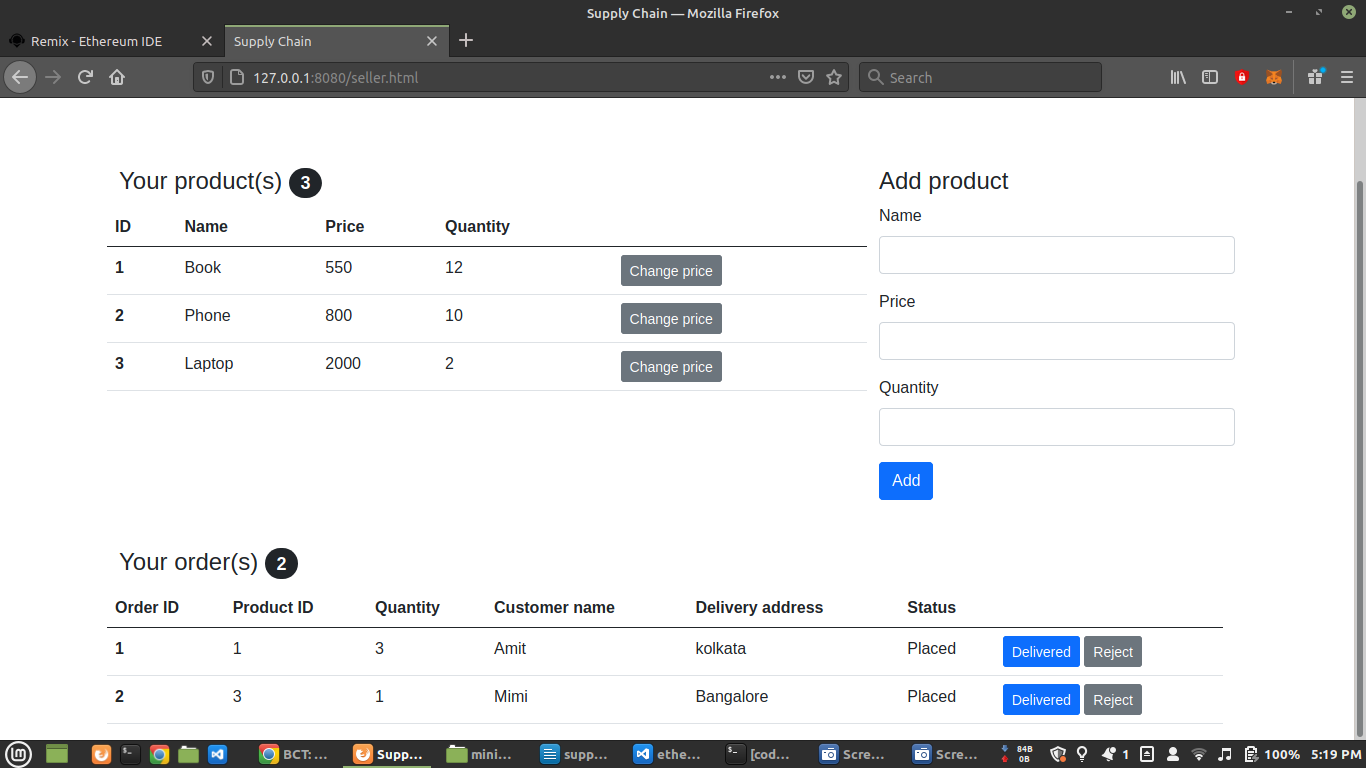 Supply Chain — Mozilla Firefox
Remix - Ethereum IDE
Supply Chain
127.0.0.1:8080/seller.html
Search
Your product(s) 3
ID Name Price Quantity
1 Book 550 12 Change price
2 Phone 800 10 Change price
3 Laptop 2000 2 Change price
Add product
Name
Price
Quantity
Add
Your order(s) 2
Order ID Product ID Quantity Customer name Delivery address Status
1 1 3 Amit kolkata Placed Delivered Reject
2 3 1 Mimi Bangalore Placed Delivered Reject
BCT: ... Supp... mini... supp... ethe... [cod... Scre... Scre... 84B 0B 1 100% 5:19 PM